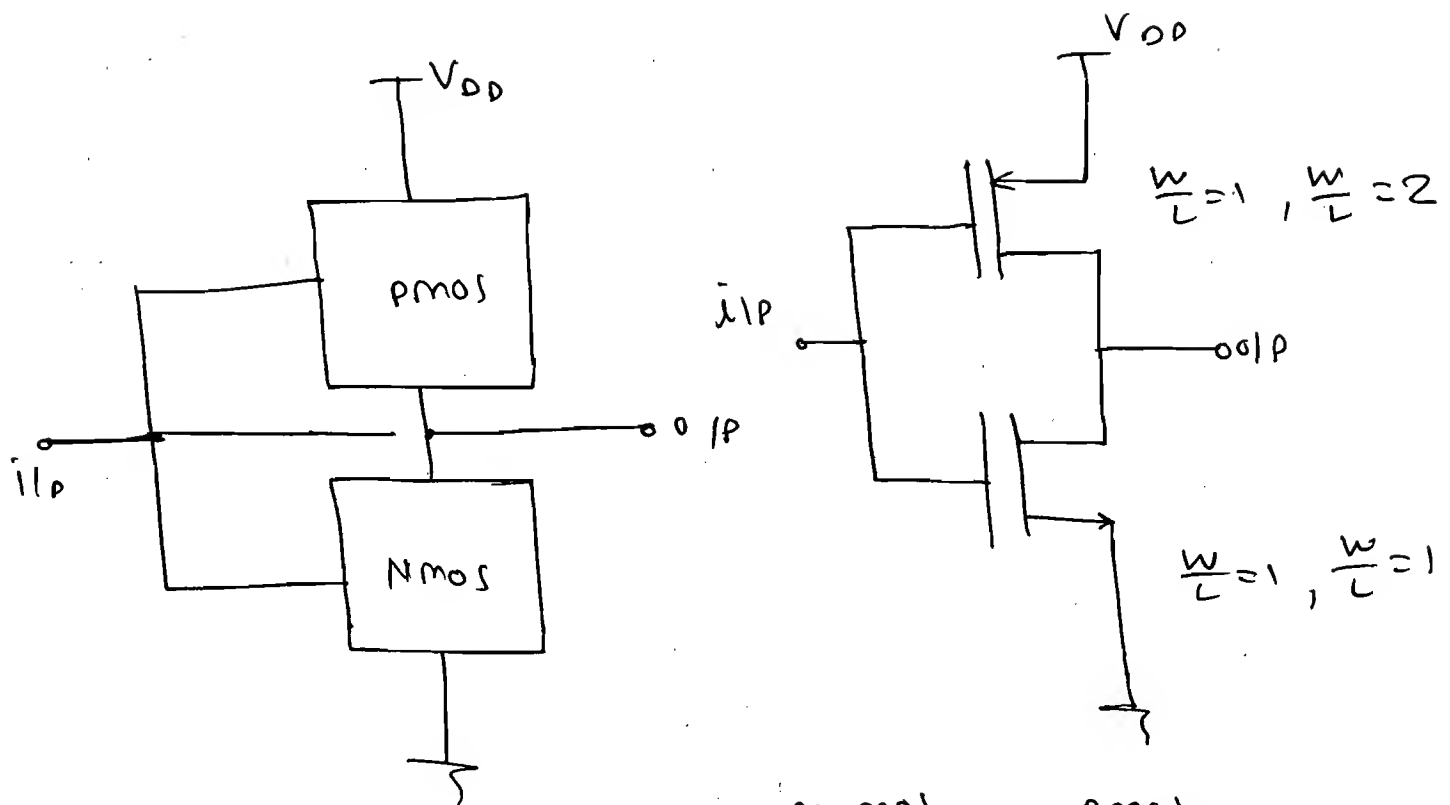 VDD
PMOS
i/p
o/p
NMOS
VDD
W/L = 1 , W/L = 2
i/p
o/p
W/L = 1 , W/L = 1